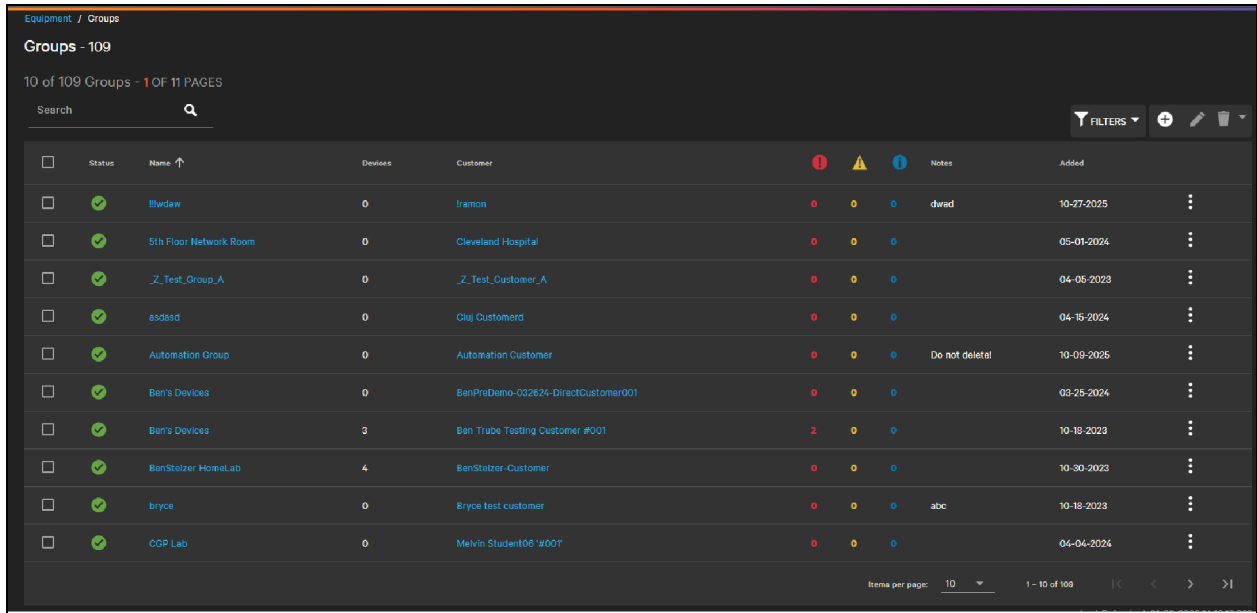 Equipment / Groups
Groups - 109
10 of 109 Groups - 1 OF 11 PAGES
Search
FILTERS
Status Name Devices Customer Notes Added
!!!wdaw 0 !ramon 0 0 0 dwad 10-27-2025
5th Floor Network Room 0 Cleveland Hospital 0 0 0 05-01-2024
_Z_Test_Group_A 0 _Z_Test_Customer_A 0 0 0 04-05-2023
asdasd 0 Cluj Customerd 0 0 0 04-15-2024
Automation Group 0 Automation Customer 0 0 0 Do not delete! 10-09-2025
Ben's Devices 0 BenPreDemo-032624-DirectCustomer001 0 0 0 03-25-2024
Ben's Devices 3 Ben Trube Testing Customer #001 2 0 0 10-18-2023
BenStelzer HomeLab 4 BenStelzer-Customer 0 0 0 10-30-2023
bryce 0 Bryce test customer 0 0 0 abc 10-18-2023
CGP Lab 0 Melvin Student06 '#001' 0 0 0 04-04-2024
Items per page: 10 1 – 10 of 109